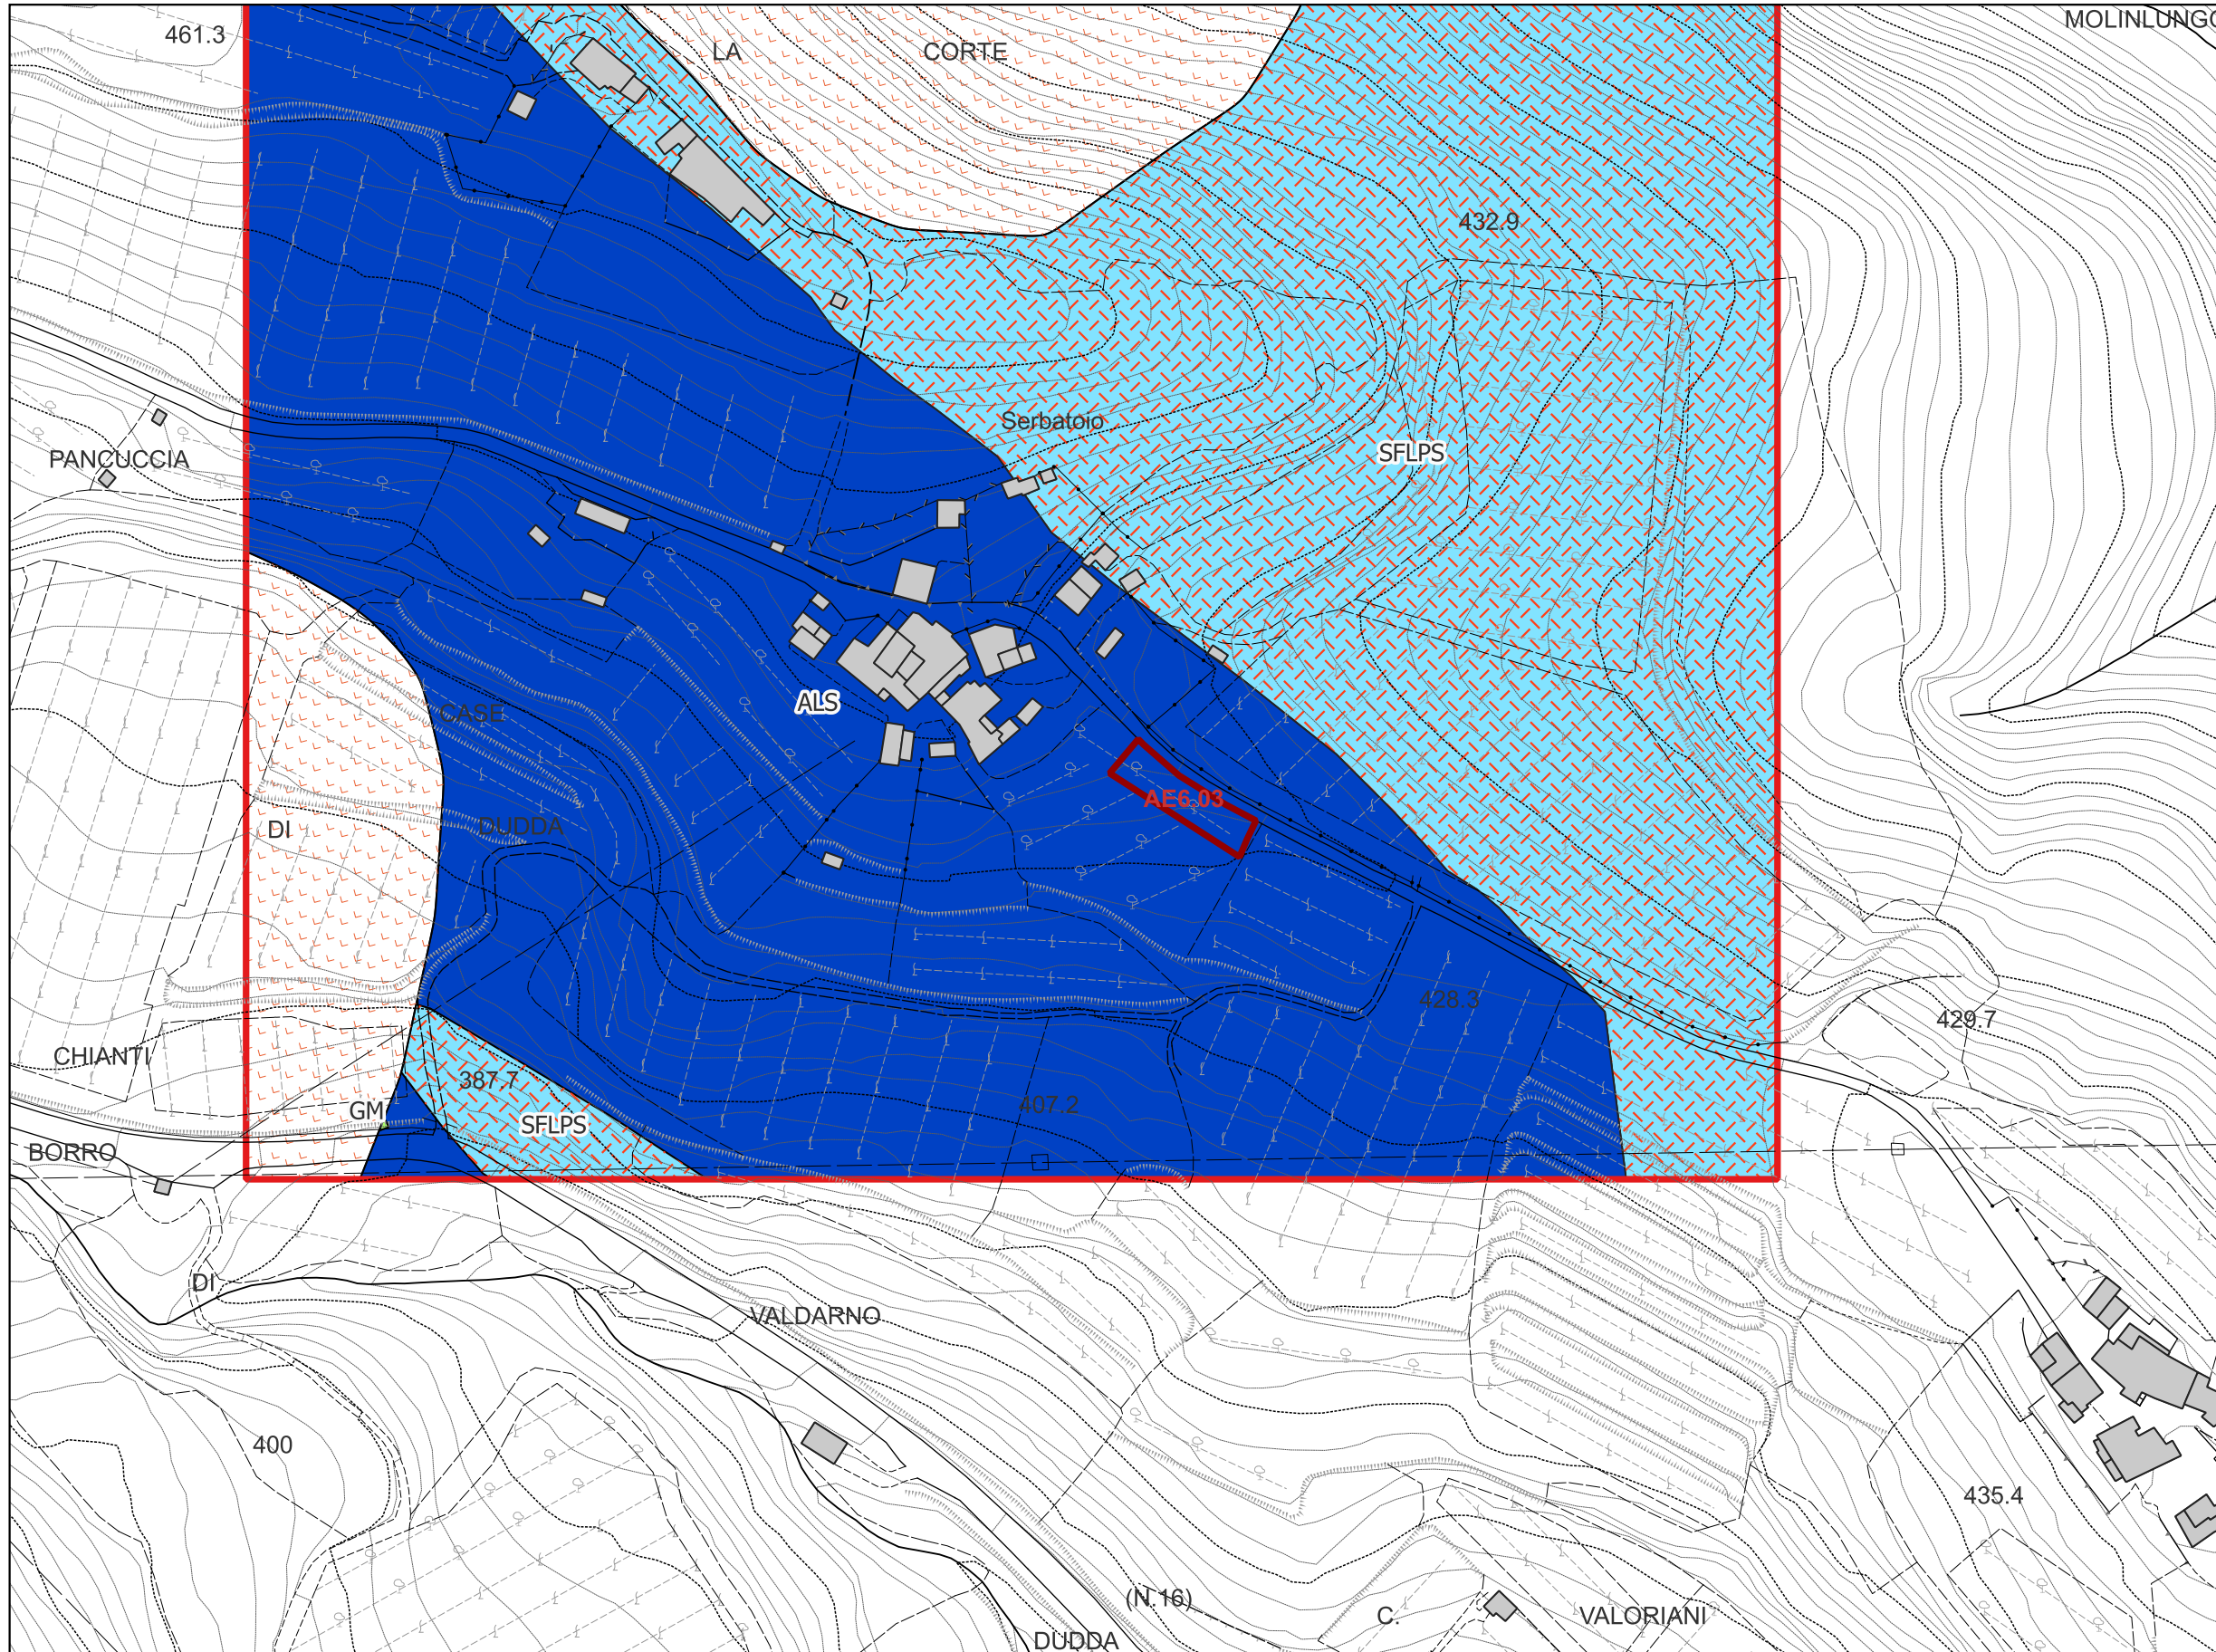 MOLINLUNGO
461.3
LA CORTE
432.9
Serbatoio
SFLPS
PANCUCCIA
ALS
CASE
AE6.03
DI
DUDDA
428.3
429.7
CHIANTI
387.7
407.2
GM
SFLPS
BORRO
DI
VALDARNO
400
435.4
(N.16)
C. VALORIANI
DUDDA